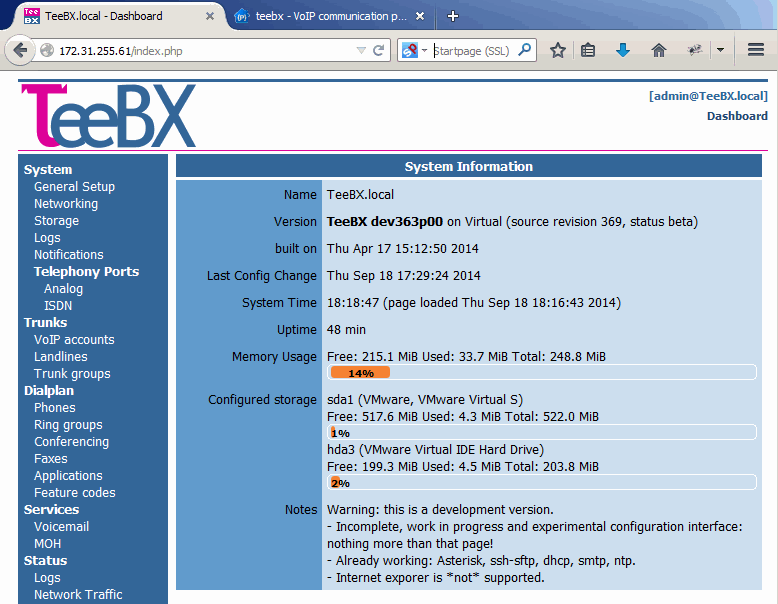 TeeBX.local - Dashboard
teebx - VoIP communication p...
172.31.255.61/index.php
Startpage (SSL)
TeeBX
[admin@TeeBX.local]
Dashboard
System
General Setup
Networking
Storage
Logs
Notifications
Telephony Ports
Analog
ISDN
Trunks
VoIP accounts
Landlines
Trunk groups
Dialplan
Phones
Ring groups
Conferencing
Faxes
Applications
Feature codes
Services
Voicemail
MOH
Status
Logs
Network Traffic
System Information
Name TeeBX.local
Version TeeBX dev363p00 on Virtual (source revision 369, status beta)
built on Thu Apr 17 15:12:50 2014
Last Config Change Thu Sep 18 17:29:24 2014
System Time 18:18:47 (page loaded Thu Sep 18 18:16:43 2014)
Uptime 48 min
Memory Usage Free: 215.1 MiB Used: 33.7 MiB Total: 248.8 MiB
14%
Configured storage sda1 (VMware, VMware Virtual S)
Free: 517.6 MiB Used: 4.3 MiB Total: 522.0 MiB
1%
hda3 (VMware Virtual IDE Hard Drive)
Free: 199.3 MiB Used: 4.5 MiB Total: 203.8 MiB
2%
Notes Warning: this is a development version.
- Incomplete, work in progress and experimental configuration interface:
nothing more than that page!
- Already working: Asterisk, ssh-sftp, dhcp, smtp, ntp.
- Internet exporer is *not* supported.